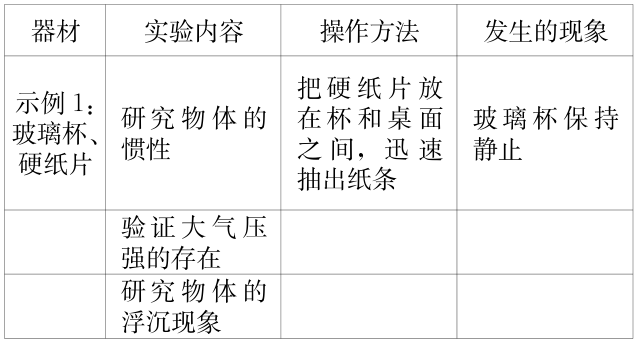 器材 实验内容 操作方法 发生的现象
示例1:
玻璃杯、
硬纸片
研究物体的
惯性
把硬纸片放
在杯和桌面
之间，迅速
抽出纸条
玻璃杯保持
静止
验证大气压
强的存在
研究物体的
浮沉现象